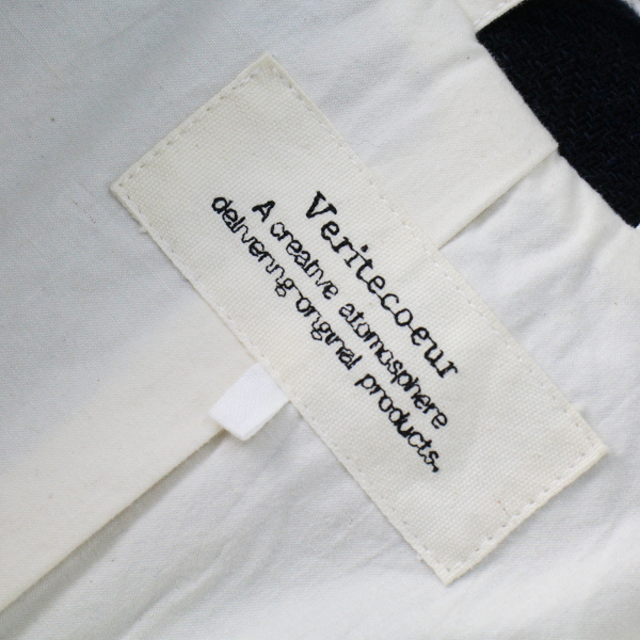 Veritecoeur
A creative atomosphere
delivering original products.